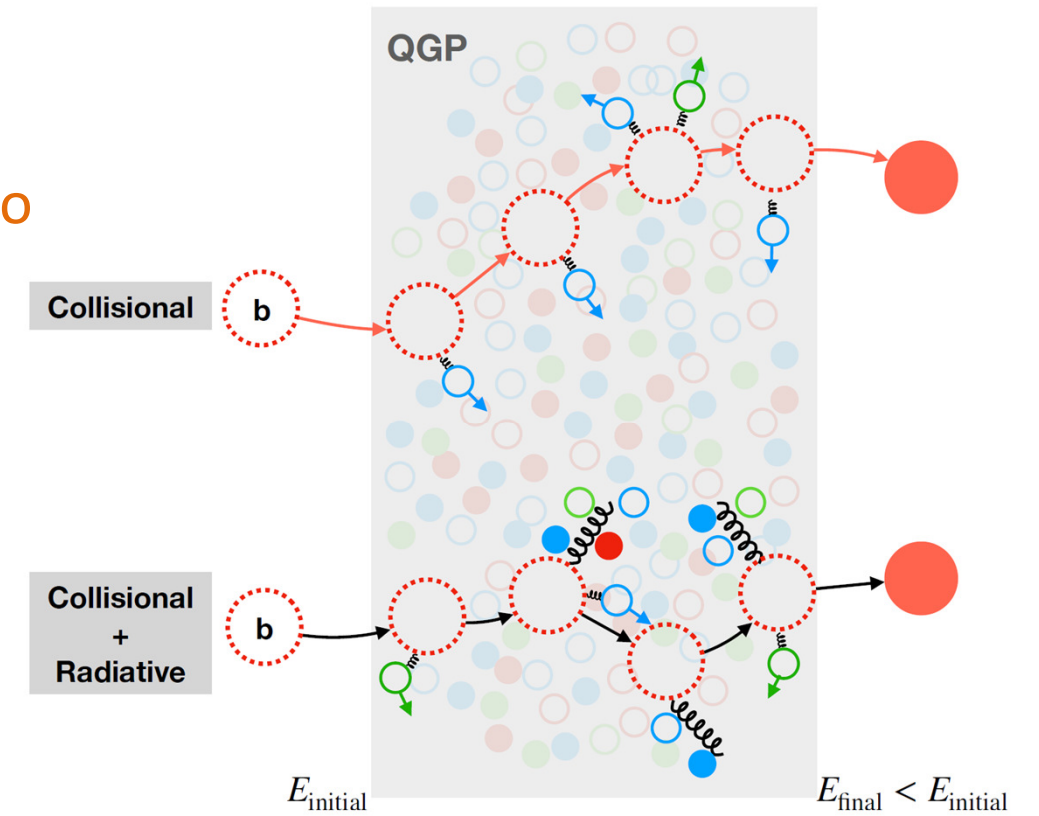 QGP
o
Collisional
b
Collisional
+
Radiative
b
E_initial
E_final < E_initial